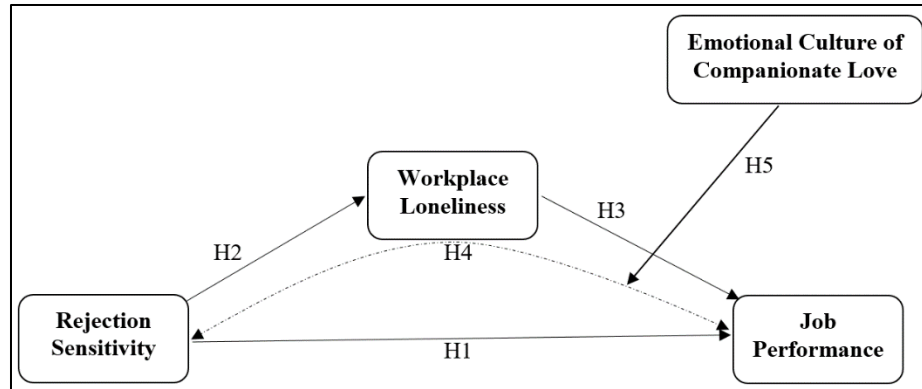 Emotional Culture of
Companionate Love
H5
Workplace
Loneliness
H3
H2
H4
Rejection
Sensitivity
H1
Job
Performance